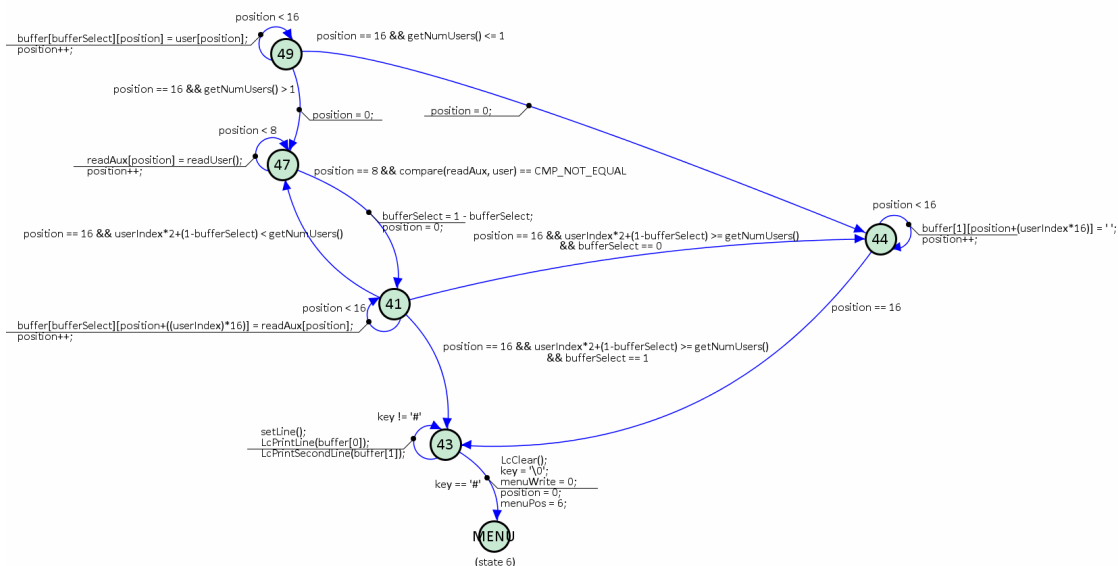 position < 16
buffer[bufferSelect][position] = user[position];
position++;
49
position == 16 && getNumUsers() <= 1
position == 16 && getNumUsers() > 1
position = 0;
position = 0;
position < 8
readAux[position] = readUser();
position++;
47
position == 8 && compare(readAux, user) == CMP_NOT_EQUAL
bufferSelect = 1 - bufferSelect;
position = 0;
position == 16 && userIndex*2+(1-bufferSelect) < getNumUsers()
position == 16 && userIndex*2+(1-bufferSelect) >= getNumUsers()
&& bufferSelect == 0
position < 16
44
buffer[1][position+(userIndex*16)] = ' ';
position++;
position < 16
41
buffer[bufferSelect][position+((userIndex)*16)] = readAux[position];
position++;
position == 16
position == 16 && userIndex*2+(1-bufferSelect) >= getNumUsers()
&& bufferSelect == 1
key != '#'
setLine();
LcPrintLine(buffer[0]);
LcPrintSecondLine(buffer[1]);
43
key == '#'
LcClear();
key = '\0';
menuWrite = 0;
position = 0;
menuPos = 6;
MENU
(state 6)